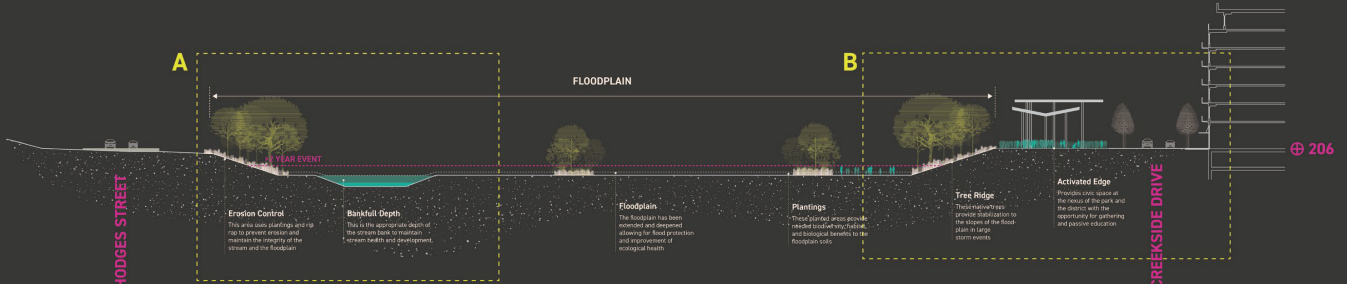 A
B
FLOODPLAIN
YEAR EVENT
206
HODGES STREET
CREEKSIDE DRIVE
Erosion Control
This area uses plantings and rip
rap to prevent erosion and
maintain the integrity of the
stream and the floodplain
Bankfull Depth
This is the appropriate depth of
the stream bank to maintain
stream health and development.
Floodplain
The floodplain has been
extended and deepened
allowing for flood protection
and improvement of
ecological health
Plantings
These planted areas provide
needed biodiversity, habitat,
and biological benefits to the
floodplain soils
Tree Ridge
These native trees
provide stabilization to
the slopes of the flood-
plain in large
storm events
Activated Edge
Provides civic space at
the nexus of the park and
the district with the
opportunity for gathering
and passive education